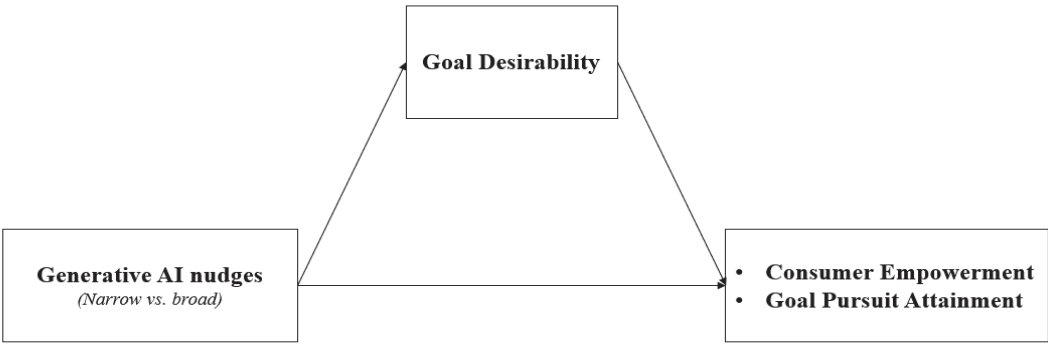 Goal Desirability
Generative AI nudges
(Narrow vs. broad)
• Consumer Empowerment
• Goal Pursuit Attainment